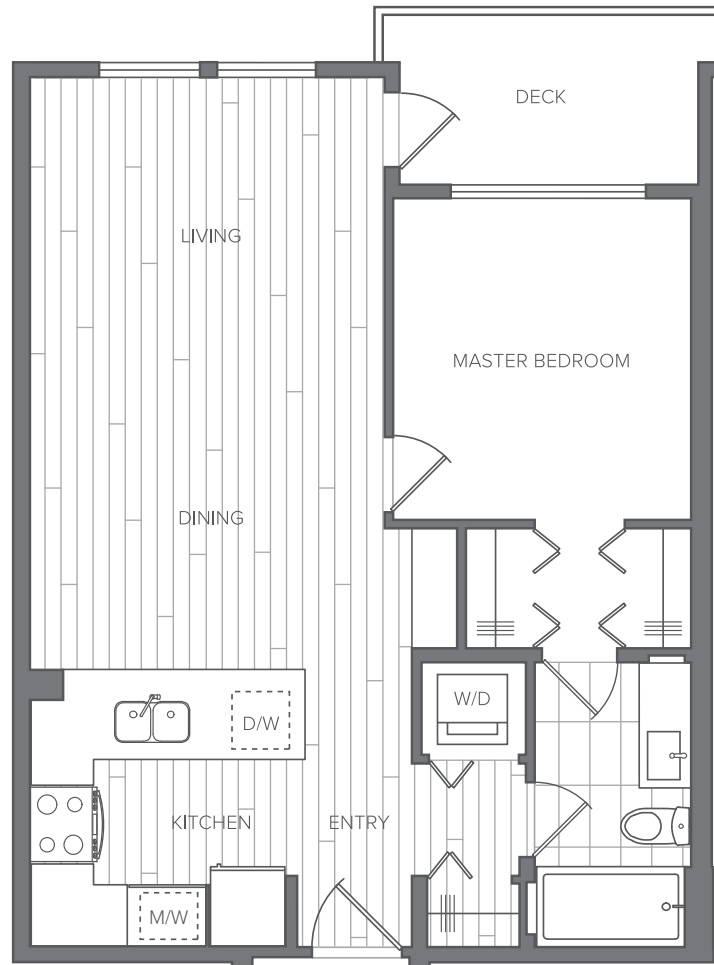 DECK
LIVING
MASTER BEDROOM
DINING
W/D
D/W
KITCHEN
ENTRY
M/W